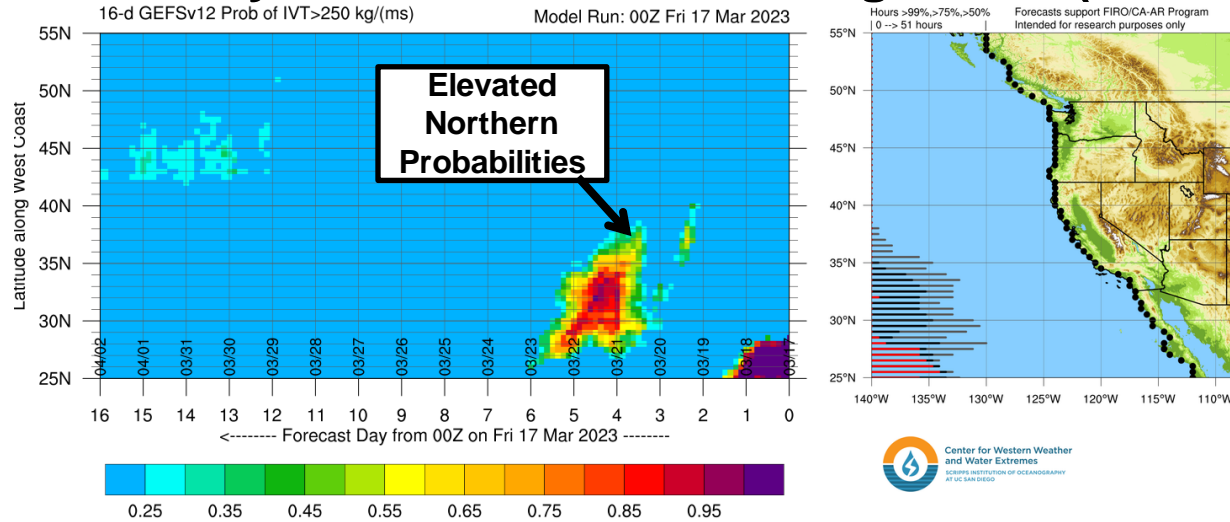 16-d GEFSv12 Prob of IVT>250 kg/(ms) Model Run: 00Z Fri 17 Mar 2023
Hours >99%,>75%,>50% Forecasts support FIRO/CA-AR Program
| 0 --> 51 hours | Intended for research purposes only
55N
50N
45N
40N
35N
30N
25N
Latitude along West Coast
Elevated
Northern
Probabilities
04/02 04/01 03/31 03/30 03/29 03/28 03/27 03/26 03/25 03/24 03/23 03/22 03/21 03/20 03/19 03/18 03/17
16 15 14 13 12 11 10 9 8 7 6 5 4 3 2 1 0
<-------- Forecast Day from 00Z on Fri 17 Mar 2023 --------
0.25 0.35 0.45 0.55 0.65 0.75 0.85 0.95
55°N
50°N
45°N
40°N
35°N
30°N
25°N
140°W 135°W 130°W 125°W 120°W 115°W 110°W
Center for Western Weather
and Water Extremes
SCRIPPS INSTITUTION OF OCEANOGRAPHY
AT UC SAN DIEGO